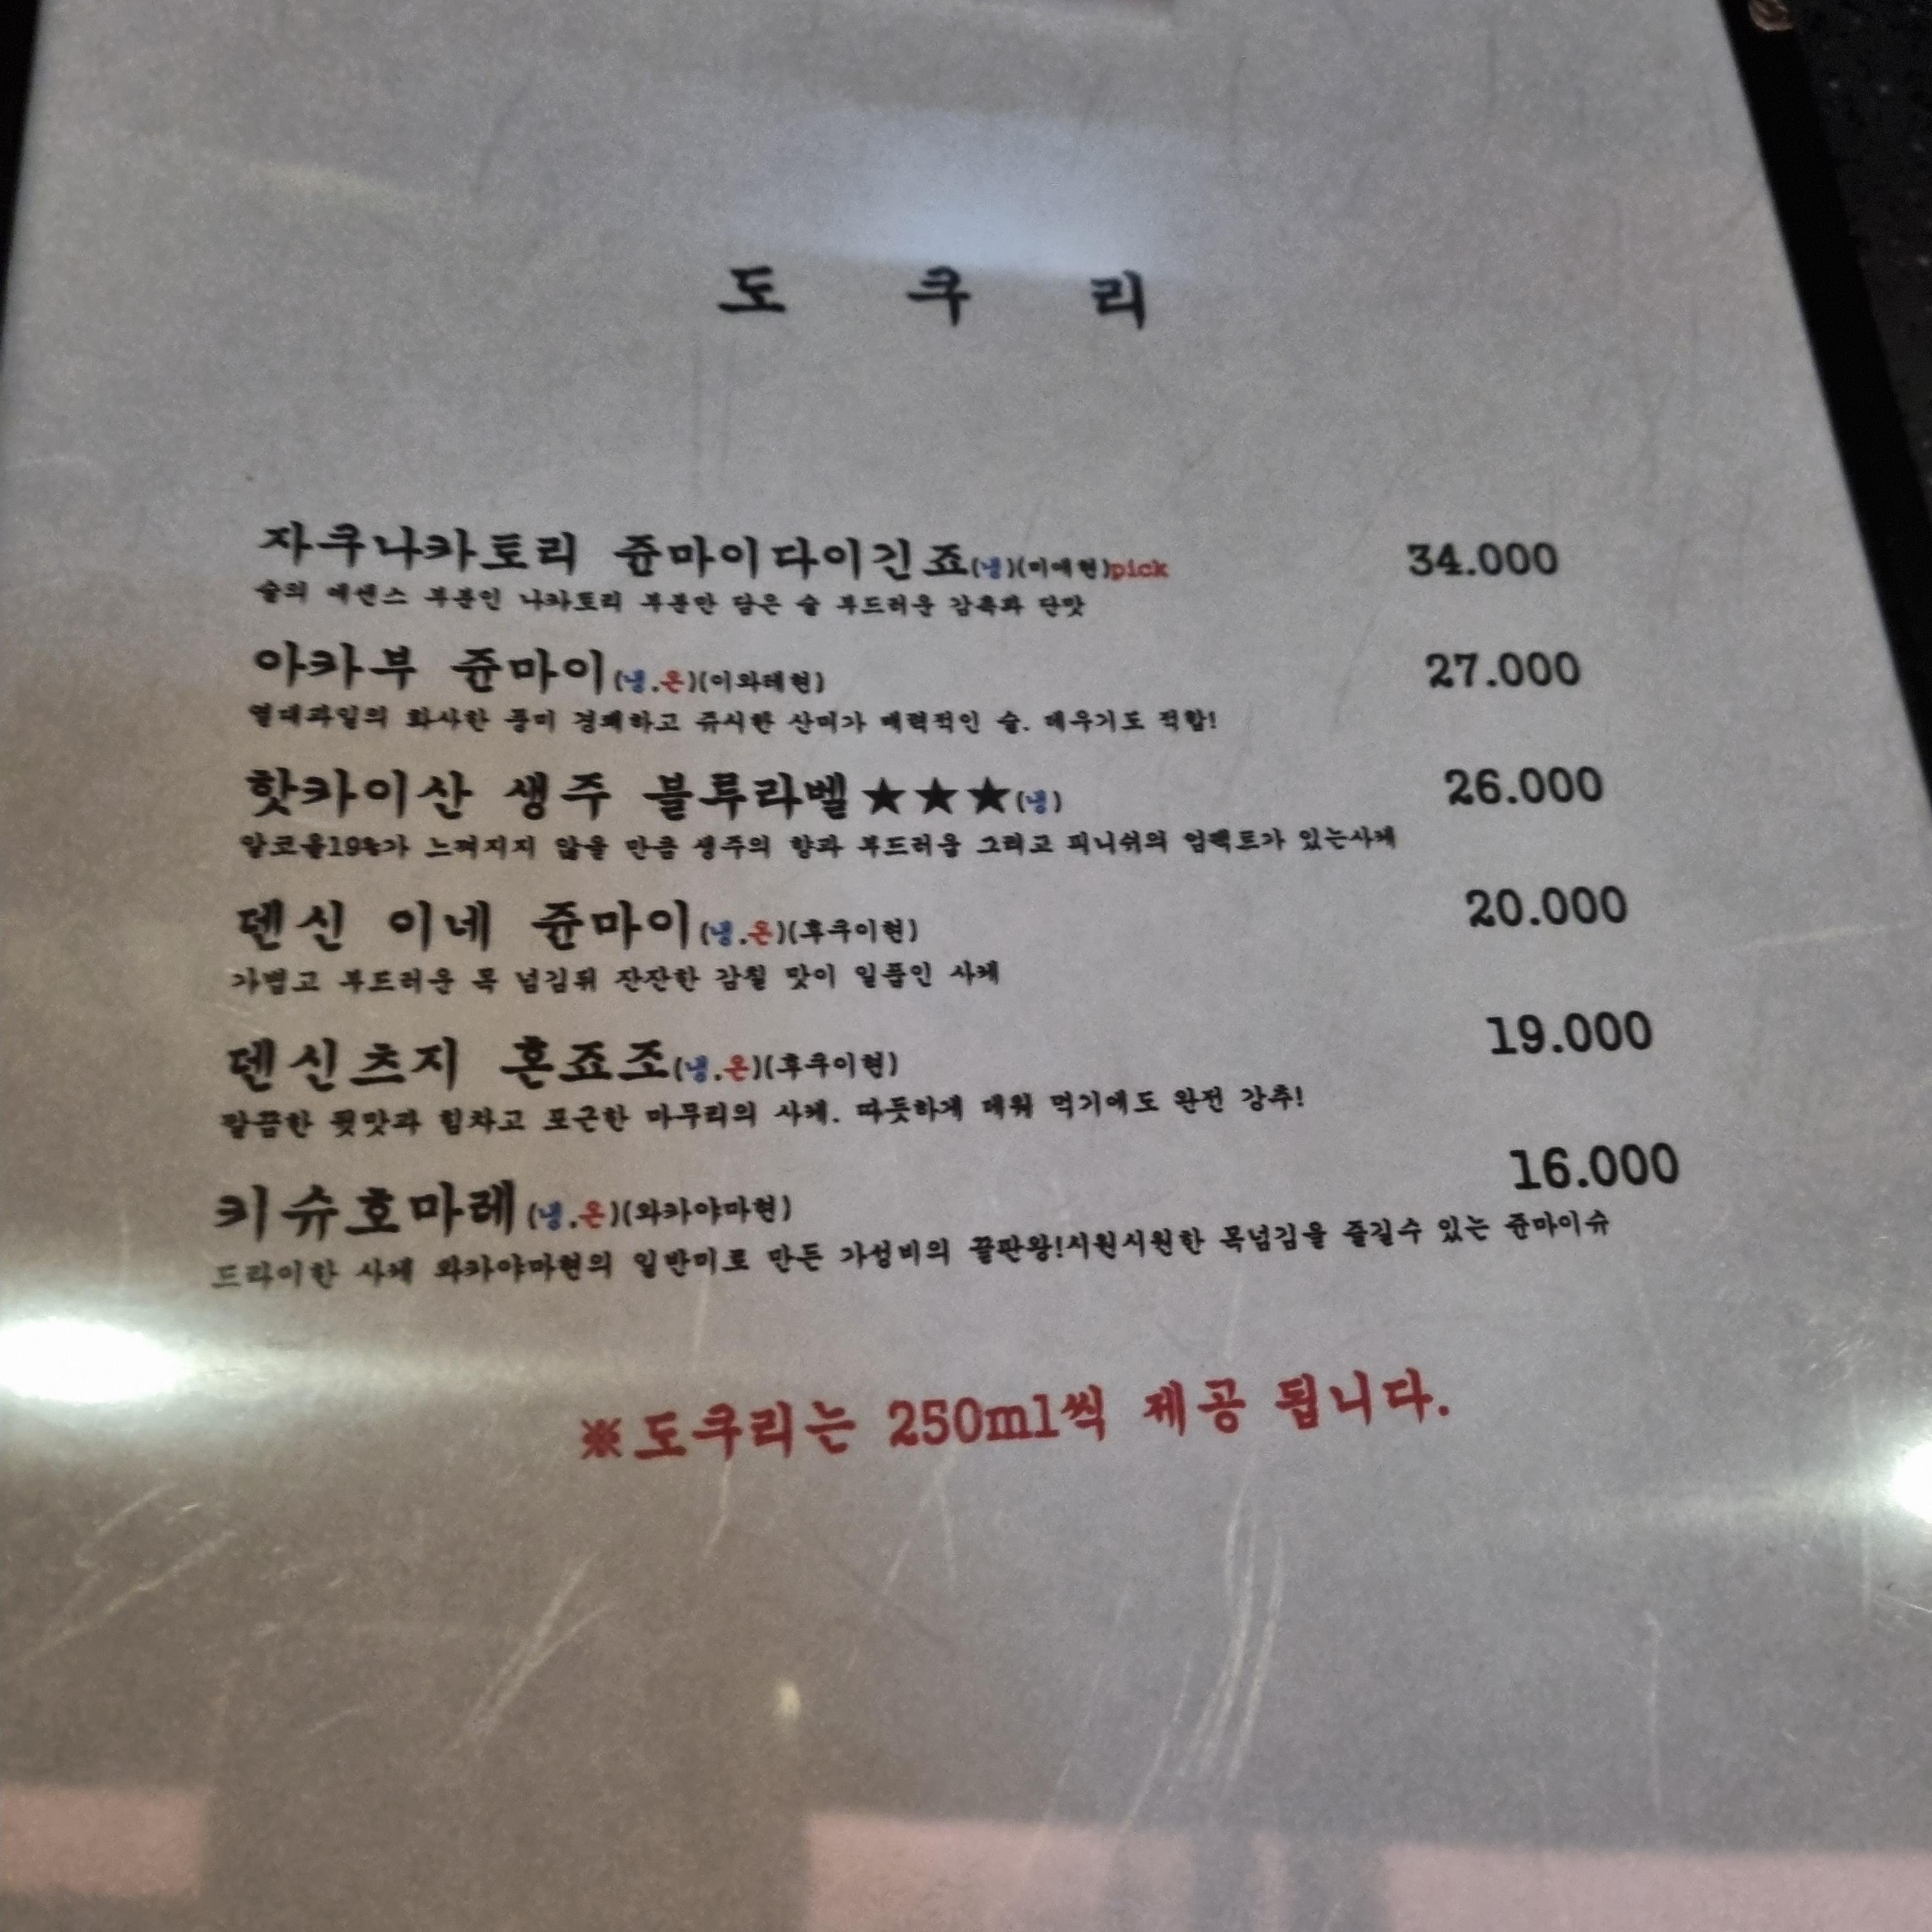 도 쿠 리
자쿠나카토리 쥰마이다이긴죠(냉)(미에현)pick 34.000
술의 에센스 부분인 나카토리 부분만 담은 술 부드러운 감촉과 단맛
아카부 쥰마이(냉.온)(이와테현) 27.000
열대과일의 화사한 풍미 경쾌하고 쥬시한 산미가 매력적인 술. 데우기도 적합!
핫카이산 생주 블루라벨★★★(냉) 26.000
알코올19%가 느껴지지 않을 만큼 생주의 향과 부드러움 그리고 피니쉬의 임팩트가 있는사케
덴신 이네 쥰마이(냉.온)(후쿠이현) 20.000
가볍고 부드러운 목 넘김뒤 잔잔한 감칠 맛이 일품인 사케
덴신츠지 혼죠조(냉.온)(후쿠이현) 19.000
깔끔한 뒷맛과 힘차고 포근한 마무리의 사케. 따듯하게 데워 먹기에도 완전 강추!
키슈호마레(냉.온)(와카야마현) 16.000
드라이한 사케 와카야마현의 일반미로 만든 가성비의 끝판왕!시원시원한 목넘김을 즐길수 있는 쥰마이슈
※도쿠리는 250ml씩 제공 됩니다.